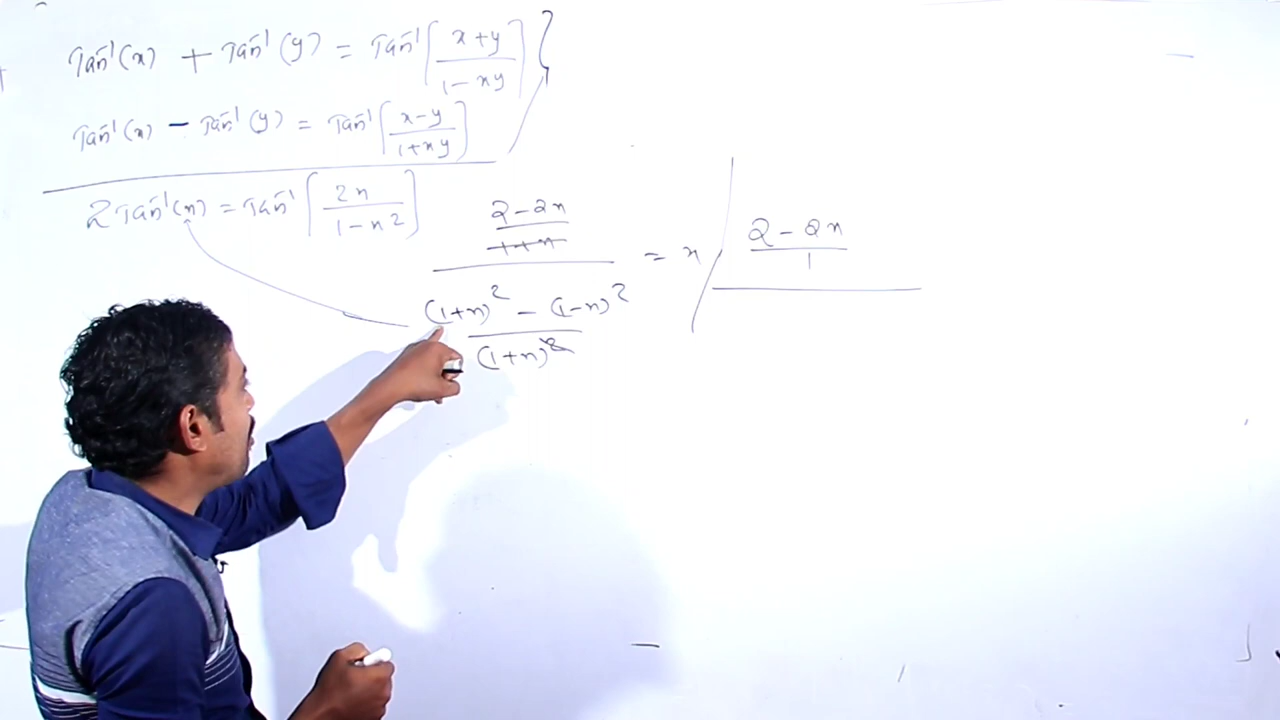 Tan⁻¹(x) + Tan⁻¹(y) = Tan⁻¹[(x+y)/(1-xy)]}
Tan⁻¹(x) - Tan⁻¹(y) = Tan⁻¹[(x-y)/(1+xy)]
2Tan⁻¹(x) = Tan⁻¹[2x/(1-x²)]
2-2x
1+x
(1+x)² - (1-x)²
(1+x)²
= x
2-2x
1